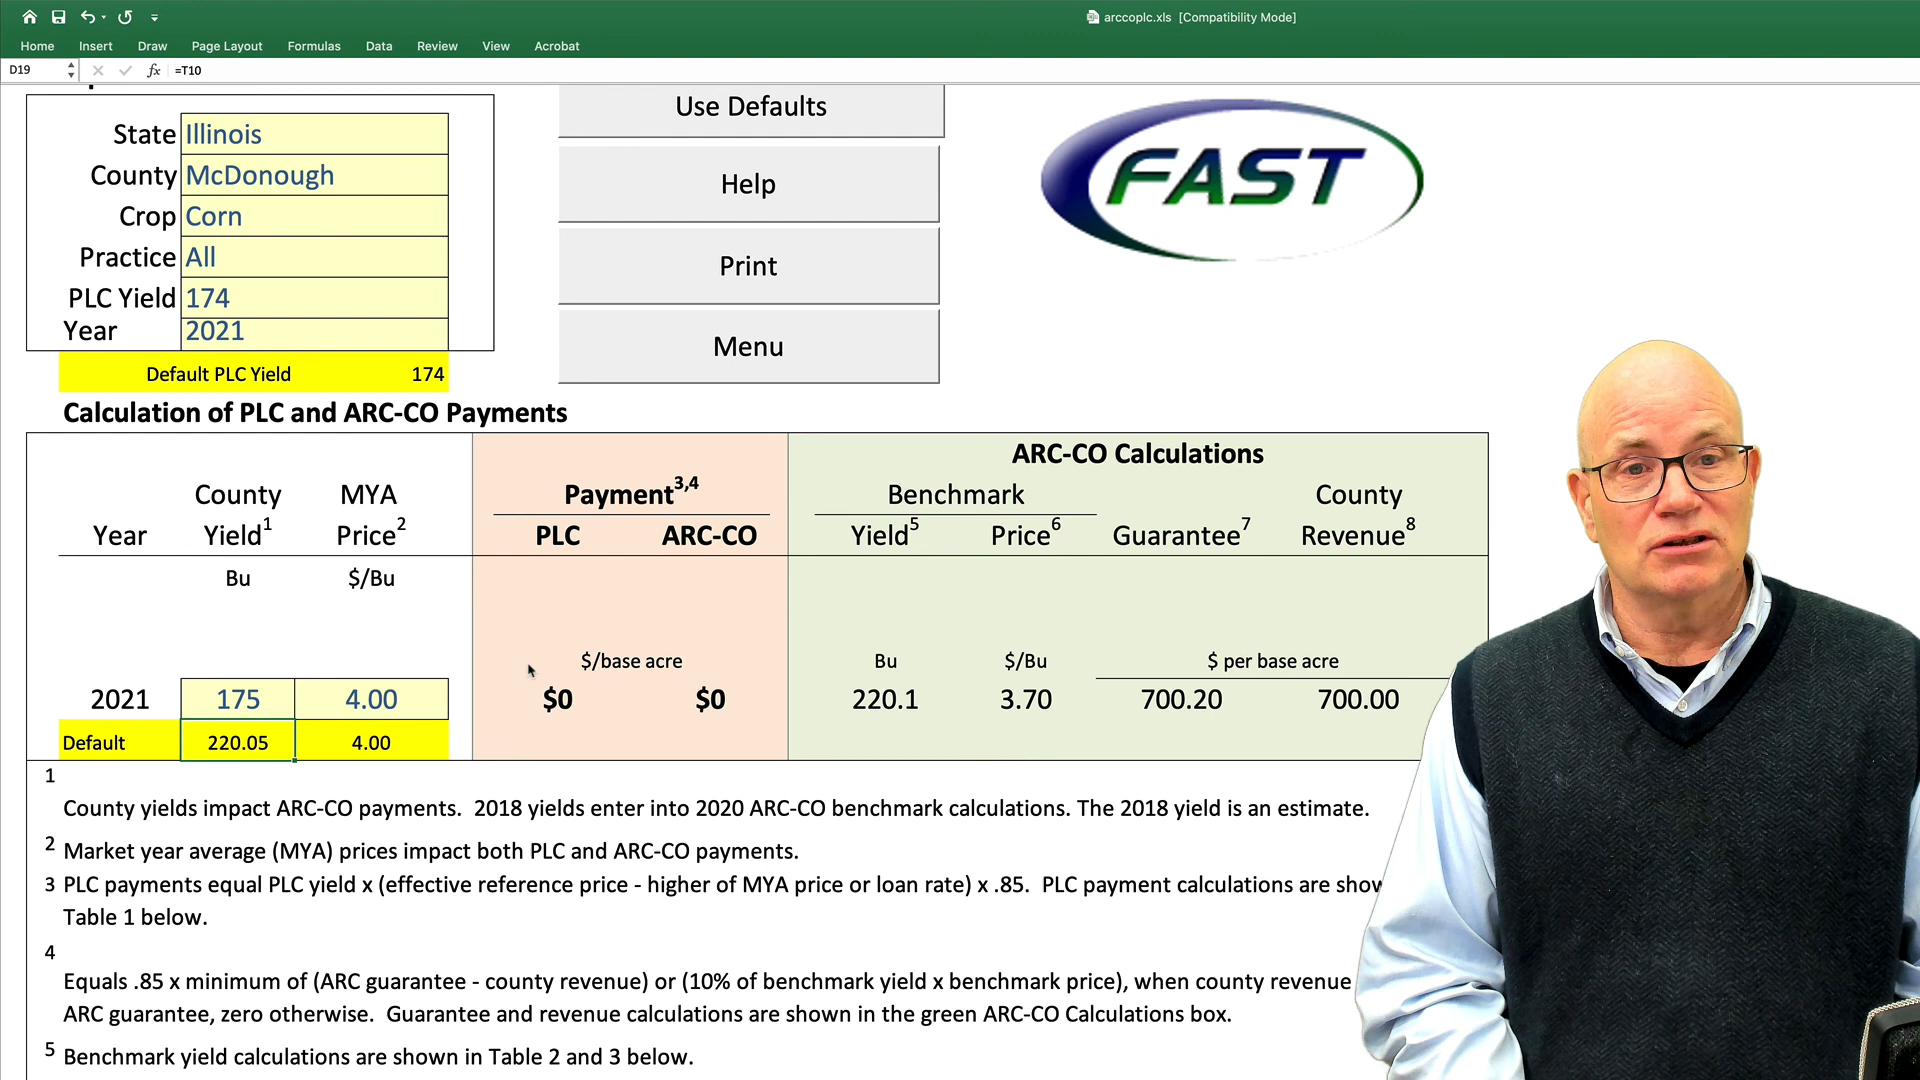 arccoplc.xls [Compatibility Mode]
Home Insert Draw Page Layout Formulas Data Review View Acrobat
D19 fx =T10
State Illinois
County McDonough
Crop Corn
Practice All
PLC Yield 174
Year 2021
Default PLC Yield 174
Use Defaults
Help
Print
Menu
FAST
Calculation of PLC and ARC-CO Payments
ARC-CO Calculations
County MYA Payment3,4 Benchmark County
Year Yield1 Price2 PLC ARC-CO Yield5 Price6 Guarantee7 Revenue8
Bu $/Bu
$/base acre Bu $/Bu $ per base acre
2021 175 4.00 $0 $0 220.1 3.70 700.20 700.00
Default 220.05 4.00
1
County yields impact ARC-CO payments. 2018 yields enter into 2020 ARC-CO benchmark calculations. The 2018 yield is an estimate.
2 Market year average (MYA) prices impact both PLC and ARC-CO payments.
3 PLC payments equal PLC yield x (effective reference price - higher of MYA price or loan rate) x .85. PLC payment calculations are
Table 1 below.
4
Equals .85 x minimum of (ARC guarantee - county revenue) or (10% of benchmark yield x benchmark price), when county revenue
ARC guarantee, zero otherwise. Guarantee and revenue calculations are shown in the green ARC-CO Calculations box.
5 Benchmark yield calculations are shown in Table 2 and 3 below.